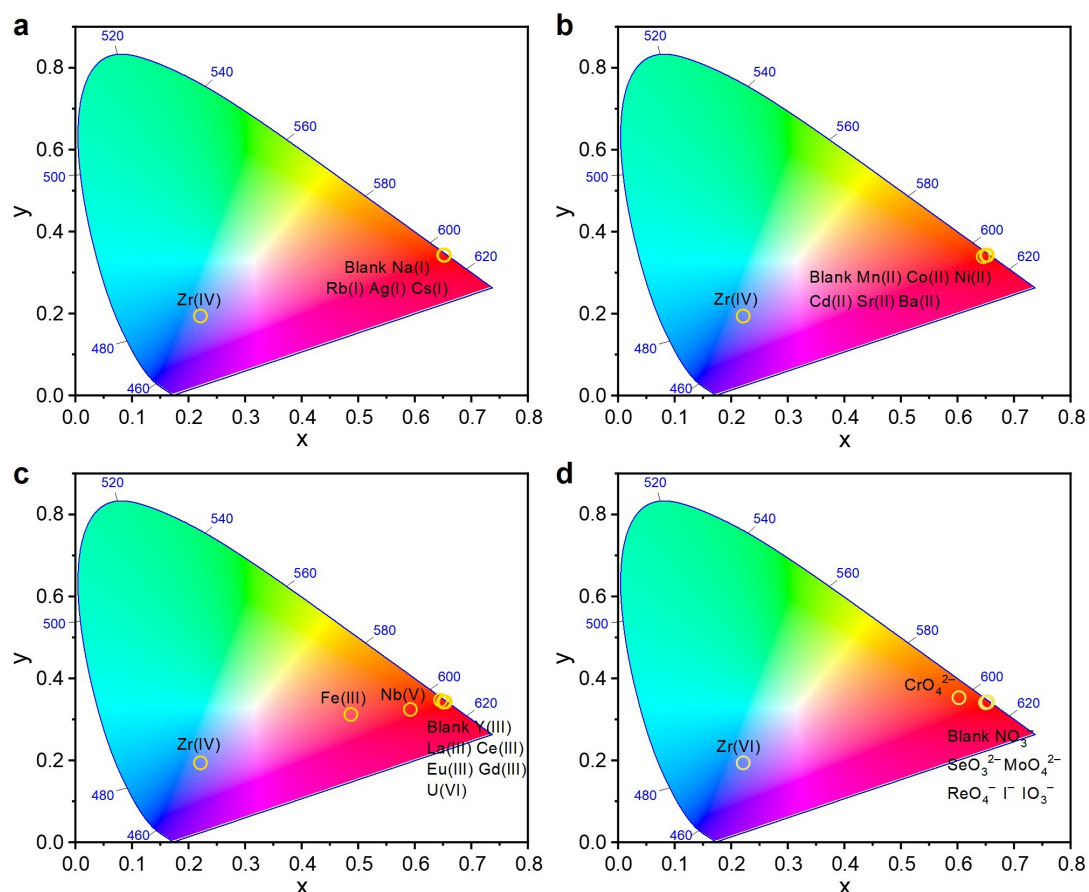 a
520
540
560
580
600
620
500
480
460
Blank Na(I)
Rb(I) Ag(I) Cs(I)
Zr(IV)
0.8
0.6
0.4
0.2
0.0
y
0.0 0.1 0.2 0.3 0.4 0.5 0.6 0.7 0.8
x
b
520
540
560
580
600
620
500
480
460
Blank Mn(II) Co(II) Ni(II)
Cd(II) Sr(II) Ba(II)
Zr(IV)
0.8
0.6
0.4
0.2
0.0
y
0.0 0.1 0.2 0.3 0.4 0.5 0.6 0.7 0.8
x
c
520
540
560
580
600
620
500
480
460
Fe(III)
Nb(V)
Blank Y(III)
La(III) Ce(III)
Eu(III) Gd(III)
U(VI)
Zr(IV)
0.8
0.6
0.4
0.2
0.0
y
0.0 0.1 0.2 0.3 0.4 0.5 0.6 0.7 0.8
x
d
520
540
560
580
600
620
500
480
460
CrO₄²⁻
Blank NO₃⁻
SeO₃²⁻ MoO₄²⁻
ReO₄⁻ I⁻ IO₃⁻
Zr(VI)
0.8
0.6
0.4
0.2
0.0
y
0.0 0.1 0.2 0.3 0.4 0.5 0.6 0.7 0.8
x